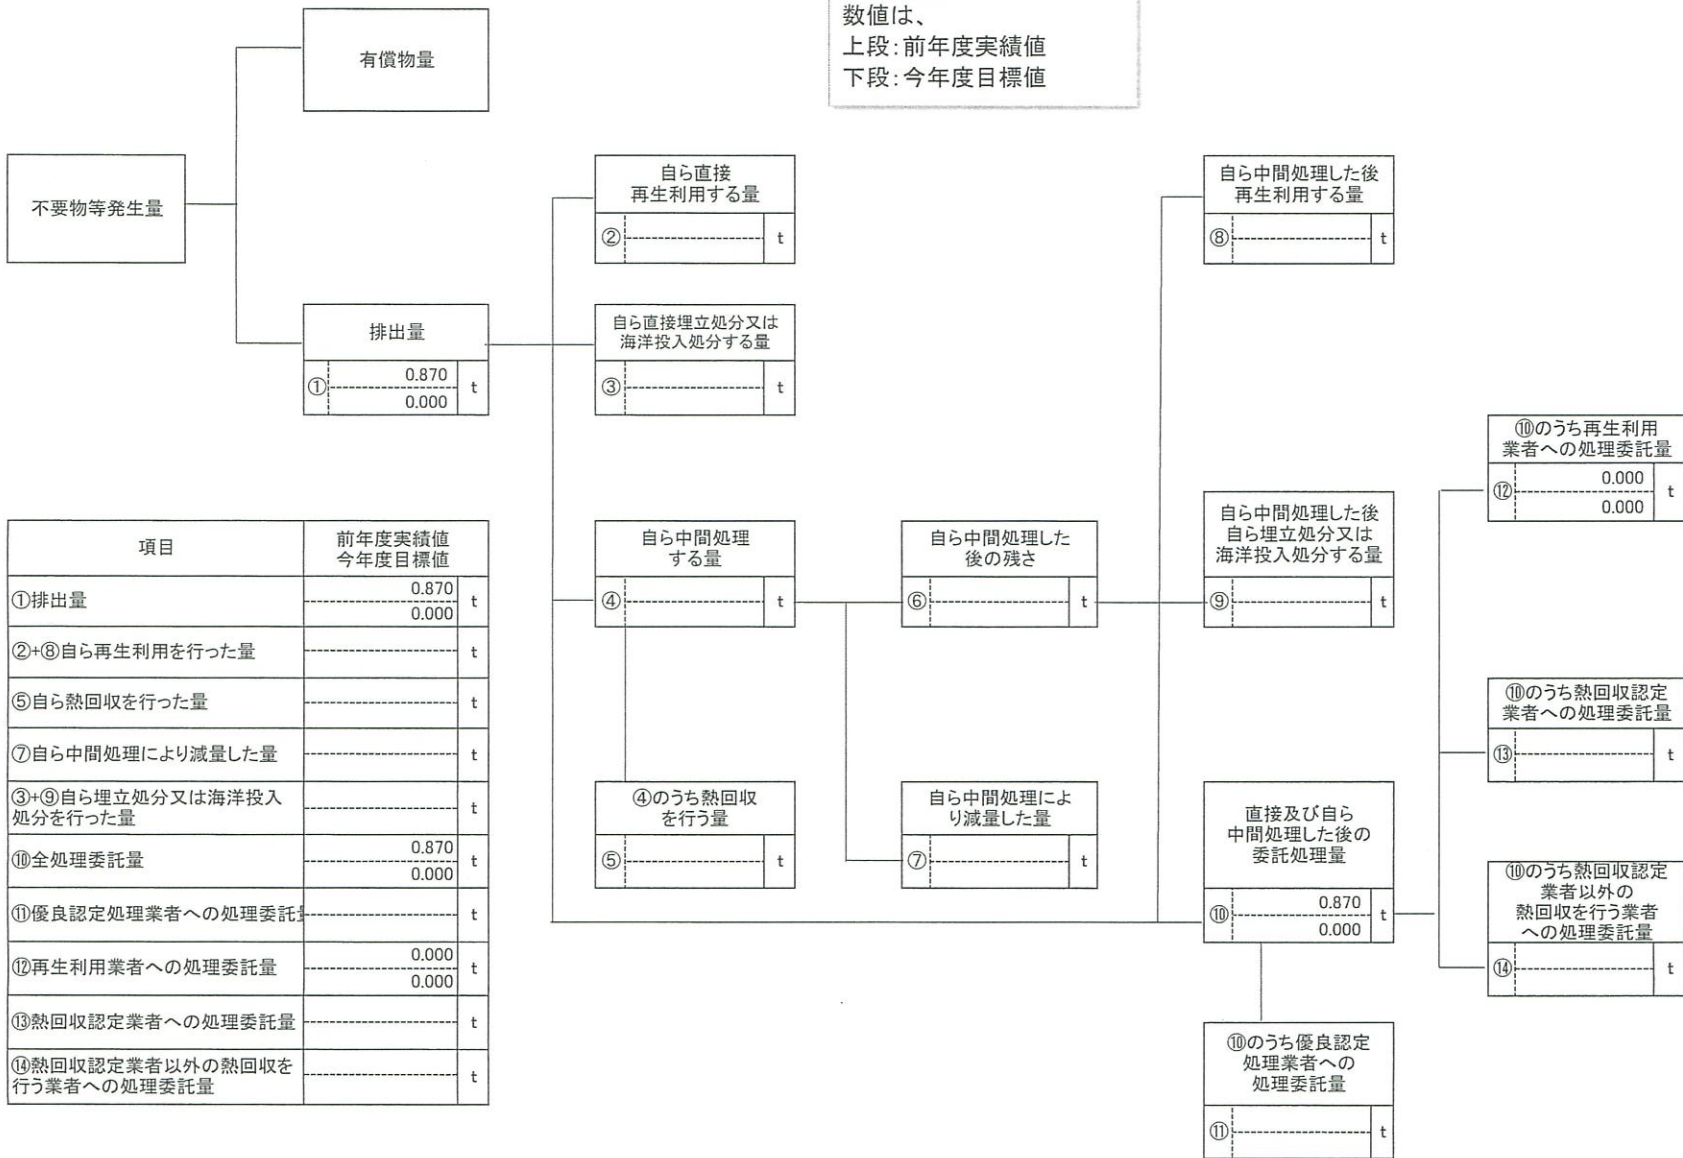 数値は、
上段:前年度実績値
下段:今年度目標値
有償物量
不要物等発生量
排出量
① 0.870 t
0.000
自ら直接
再生利用する量
② t
自ら直接埋立処分又は
海洋投入処分する量
③ t
自ら中間処理
する量
④ t
④のうち熱回収
を行う量
⑤ t
自ら中間処理した
後の残さ
⑥ t
自ら中間処理によ
り減量した量
⑦ t
自ら中間処理した後
再生利用する量
⑧ t
自ら中間処理した後
自ら埋立処分又は
海洋投入処分する量
⑨ t
直接及び自ら
中間処理した後の
委託処理量
⑩ 0.870 t
0.000
⑩のうち優良認定
処理業者への
処理委託量
⑪ t
⑩のうち再生利用
業者への処理委託量
⑫ 0.000 t
0.000
⑩のうち熱回収認定
業者への処理委託量
⑬ t
⑩のうち熱回収認定
業者以外の
熱回収を行う業者
への処理委託量
⑭ t
項目 前年度実績値
今年度目標値
①排出量 0.870 t
0.000
②+⑧自ら再生利用を行った量 t
⑤自ら熱回収を行った量 t
⑦自ら中間処理により減量した量 t
③+⑨自ら埋立処分又は海洋投入
処分を行った量 t
⑩全処理委託量 0.870 t
0.000
⑪優良認定処理業者への処理委託 t
⑫再生利用業者への処理委託量 0.000 t
0.000
⑬熱回収認定業者への処理委託量 t
⑭熱回収認定業者以外の熱回収を
行う業者への処理委託量 t